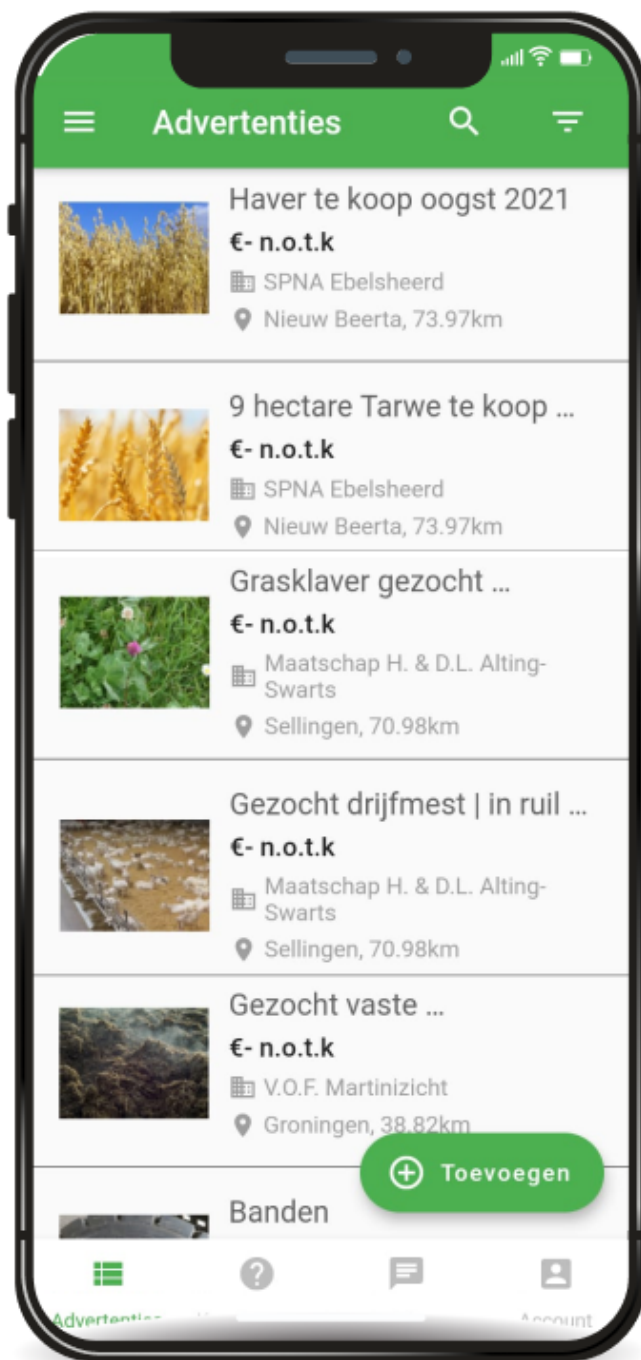 Advertenties
Haver te koop oogst 2021
€- n.o.t.k
SPNA Ebelsheerd
Nieuw Beerta, 73.97km
9 hectare Tarwe te koop ...
€- n.o.t.k
SPNA Ebelsheerd
Nieuw Beerta, 73.97km
Grasklaver gezocht ...
€- n.o.t.k
Maatschap H. & D.L. Alting-
Swarts
Sellingen, 70.98km
Gezocht drijfmest | in ruil ...
€- n.o.t.k
Maatschap H. & D.L. Alting-
Swarts
Sellingen, 70.98km
Gezocht vaste ...
€- n.o.t.k
V.O.F. Martinizicht
Groningen, 38.82km
Toevoegen
Banden
Advertenties
Account